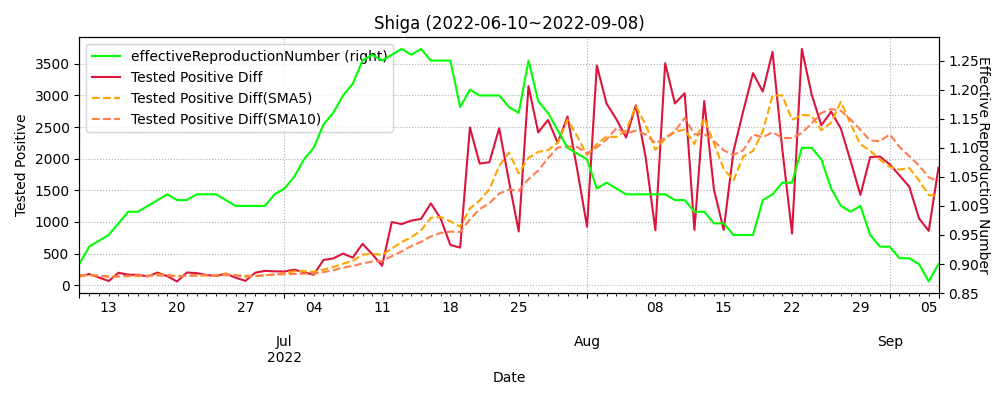 Shiga (2022-06-10~2022-09-08)
effectiveReproductionNumber (right)
Tested Positive Diff
Tested Positive Diff(SMA5)
Tested Positive Diff(SMA10)
Tested Positive
3500
3000
2500
2000
1500
1000
500
0
1.25
1.20
1.15
1.10
1.05
1.00
0.95
0.90
0.85
Effective Reproduction Number
13 20 27 04 11 18 25 08 15 22 29 05
Jul Aug Sep
2022
Date